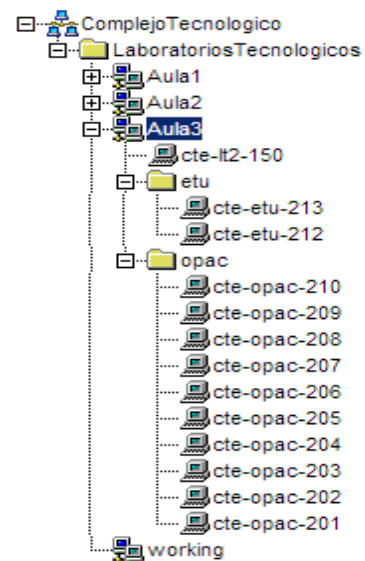 ComplejoTecnologico
LaboratoriosTecnologicos
Aula1
Aula2
Aula3
cte-lt2-150
etu
cte-etu-213
cte-etu-212
opac
cte-opac-210
cte-opac-209
cte-opac-208
cte-opac-207
cte-opac-206
cte-opac-205
cte-opac-204
cte-opac-203
cte-opac-202
cte-opac-201
working